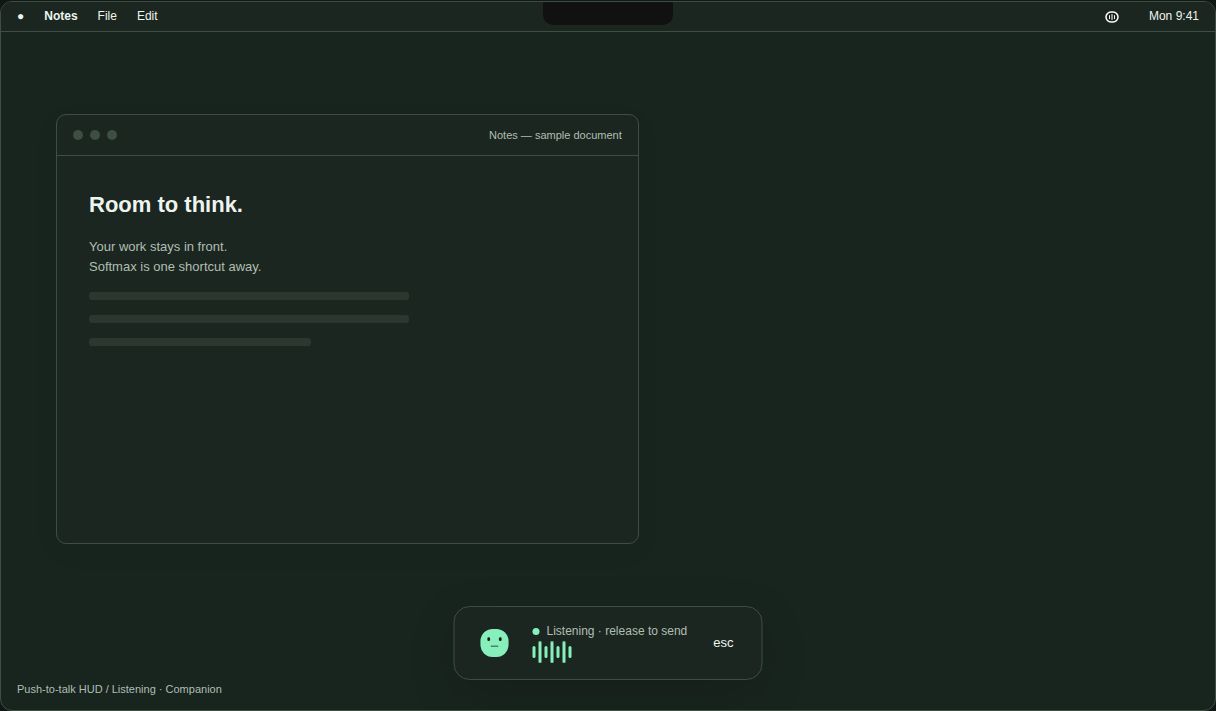 Notes File Edit Mon 9:41
Notes — sample document
Room to think.
Your work stays in front.
Softmax is one shortcut away.
Listening · release to send
esc
Push-to-talk HUD / Listening · Companion